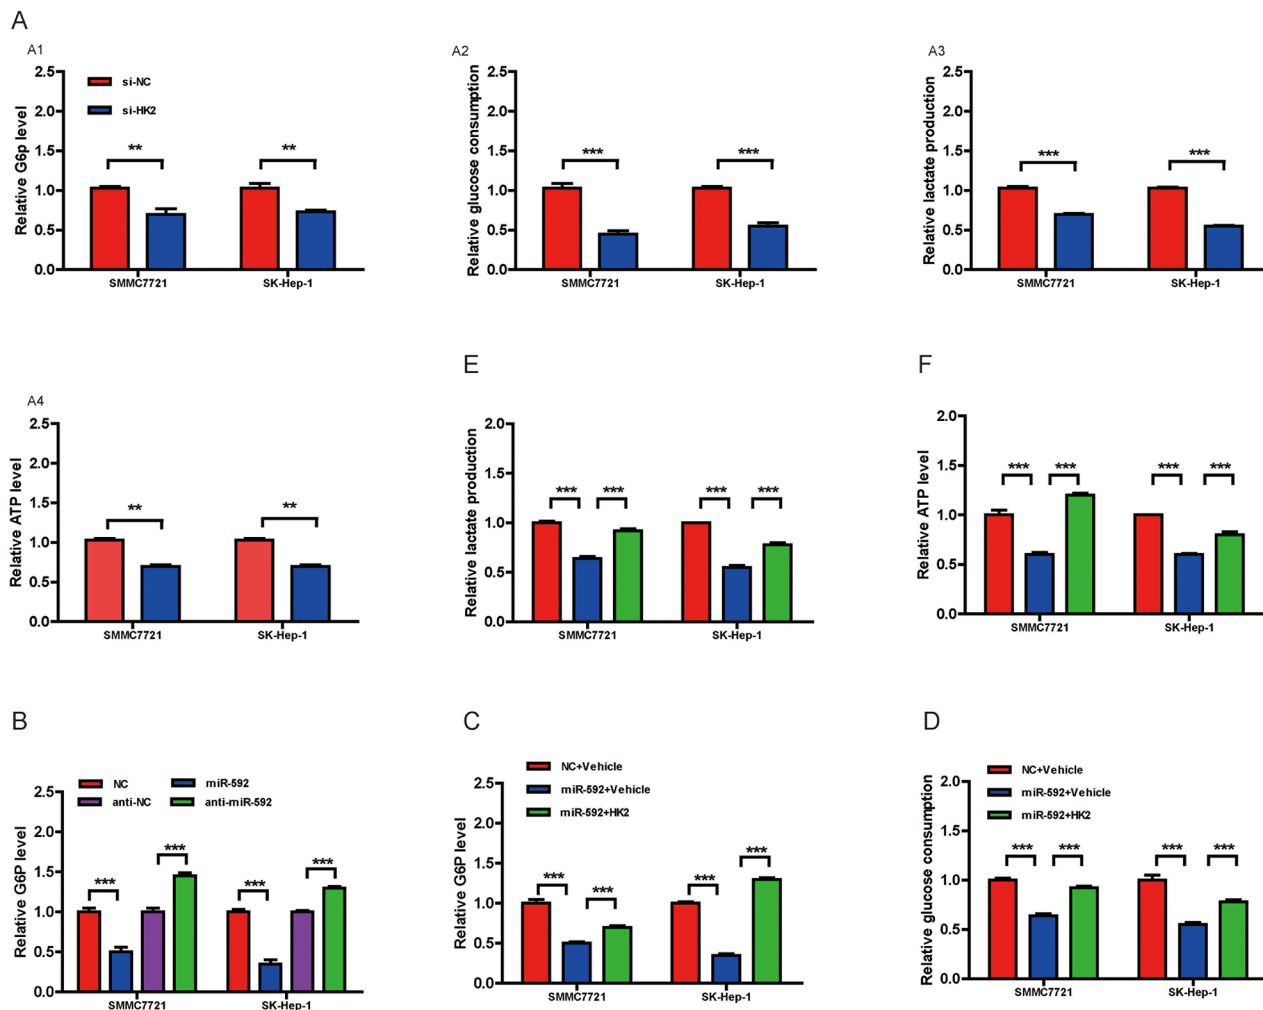 A
A1
2.5
2.0
1.5
1.0
0.5
0.0
Relative G6p level
si-NC
si-HK2
**
**
SMMC7721
SK-Hep-1
A2
2.5
2.0
1.5
1.0
0.5
0.0
Relative glucose consumption
***
***
SMMC7721
SK-Hep-1
A3
2.5
2.0
1.5
1.0
0.5
0.0
Relative lactate production
***
***
SMMC7721
SK-Hep-1
A4
2.5
2.0
1.5
1.0
0.5
0.0
Relative ATP level
**
**
SMMC7721
SK-Hep-1
E
2.0
1.5
1.0
0.5
0.0
Relative lactate production
***
***
***
***
SMMC7721
SK-Hep-1
F
2.0
1.5
1.0
0.5
0.0
Relative ATP level
***
***
***
***
SMMC7721
SK-Hep-1
B
NC
miR-592
anti-NC
anti-miR-592
2.5
2.0
1.5
1.0
0.5
0.0
Relative G6P level
***
***
***
***
SMMC7721
SK-Hep-1
C
NC+Vehicle
miR-592+Vehicle
miR-592+HK2
2.5
2.0
1.5
1.0
0.5
0.0
Relative G6P level
***
***
***
***
SMMC7721
SK-Hep-1
D
NC+Vehicle
miR-592+Vehicle
miR-592+HK2
2.0
1.5
1.0
0.5
0.0
Relative glucose consumption
***
***
***
***
SMMC7721
SK-Hep-1